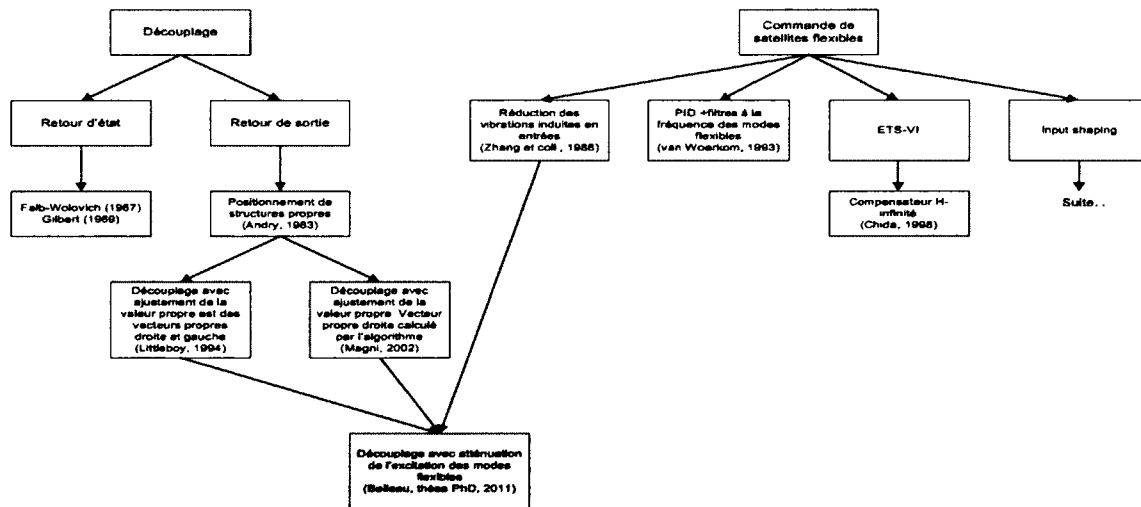 Découplage
Commande de
satellites flexibles
Retour d'état
Retour de sortie
Réduction des
vibrations induites en
entrées
(Zhang et coll., 1988)
PID +filtres à la
fréquence des modes
flexibles
(van Woerkom, 1993)
ETS-VI
Input shaping
Falb-Wolovich (1967)
Gilbert (1969)
Positionnement de
structures propres
(Andry, 1983)
Compensateur H-
infinité
(Chida, 1998)
Suite..
Découplage avec
ajustement de la
valeur propre est des
vecteurs propres
droite et gauche
(Littleboy, 1994)
Découplage avec
ajustement de la
valeur propre Vecteur
propre droite calculé
par l'algorithme
(Magni, 2002)
Découplage avec atténuation
de l'excitation des modes
flexibles
(Belleau, thèse PhD, 2011)